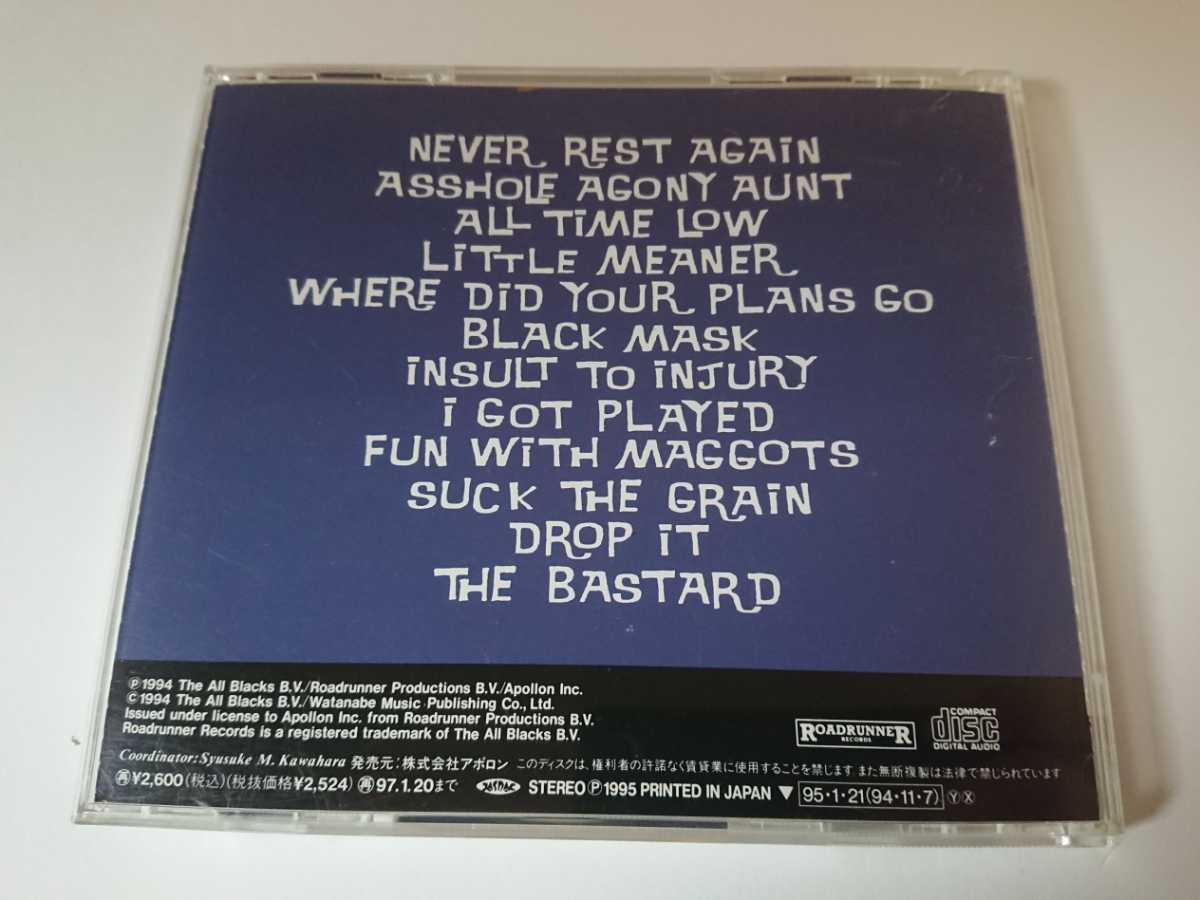 NEVER REST AGAIN
ASSHOLE AGONY AUNT
ALL TIME LOW
LITTLE MEANER
WHERE DID YOUR PLANS GO
BLACK MASK
INSULT TO INJURY
I GOT PLAYED
FUN WITH MAGGOTS
SUCK THE GRAIN
DROP IT
THE BASTARD
Ⓟ1994 The All Blacks B.V./Roadrunner Productions B.V./Apollon Inc.
©1994 The All Blacks B.V./Watanabe Music Publishing Co., Ltd.
Issued under license to Apollon Inc. from Roadrunner Productions B.V.
Roadrunner Records is a registered trademark of The All Blacks B.V.
ROADRUNNER
RECORDS
COMPACT
disc
DIGITAL AUDIO
Coordinator:Syusuke M. Kawahara 発売元:株式会社アポロン このディスクは、権利者の許諾なく賃貸業に使用することを禁じます また無断複製は法律で禁じられています
再¥2,600(税込)(税抜価格¥2,524) 再97.1.20まで STEREO Ⓟ1995 PRINTED IN JAPAN ▼ 95・1・21(94・11・7) Ⓨ Ⓧ